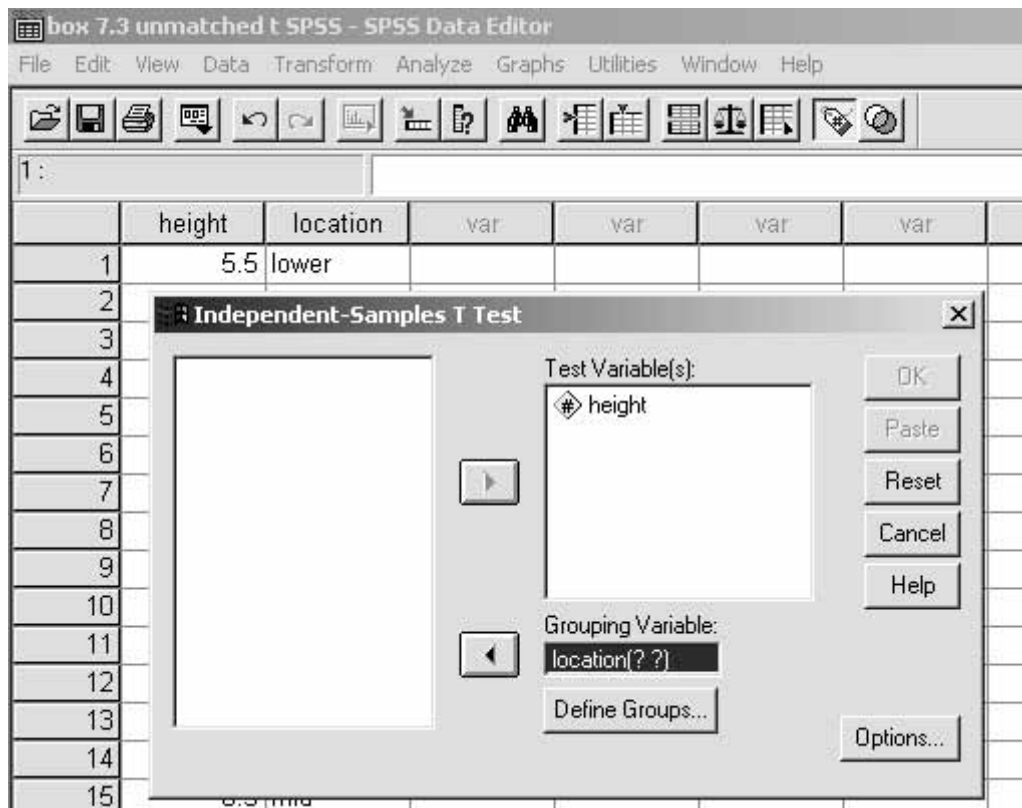 box 7.3 unmatched t SPSS - SPSS Data Editor
File Edit View Data Transform Analyze Graphs Utilities Window Help
1 :
height location var var var var
1 5.5 lower
2
3
4
5
6
7
8
9
10
11
12
13
14
15
Independent-Samples T Test
Test Variable(s):
# height
OK
Paste
Reset
Cancel
Help
Grouping Variable:
location(? ?)
Define Groups...
Options...